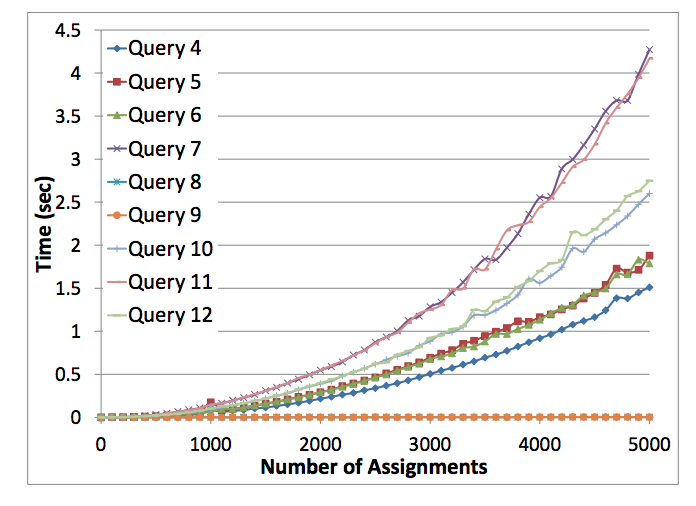 4.5
4
3.5
3
2.5
2
1.5
1
0.5
0
Time (sec)
Query 4
Query 5
Query 6
Query 7
Query 8
Query 9
Query 10
Query 11
Query 12
0 1000 2000 3000 4000 5000
Number of Assignments